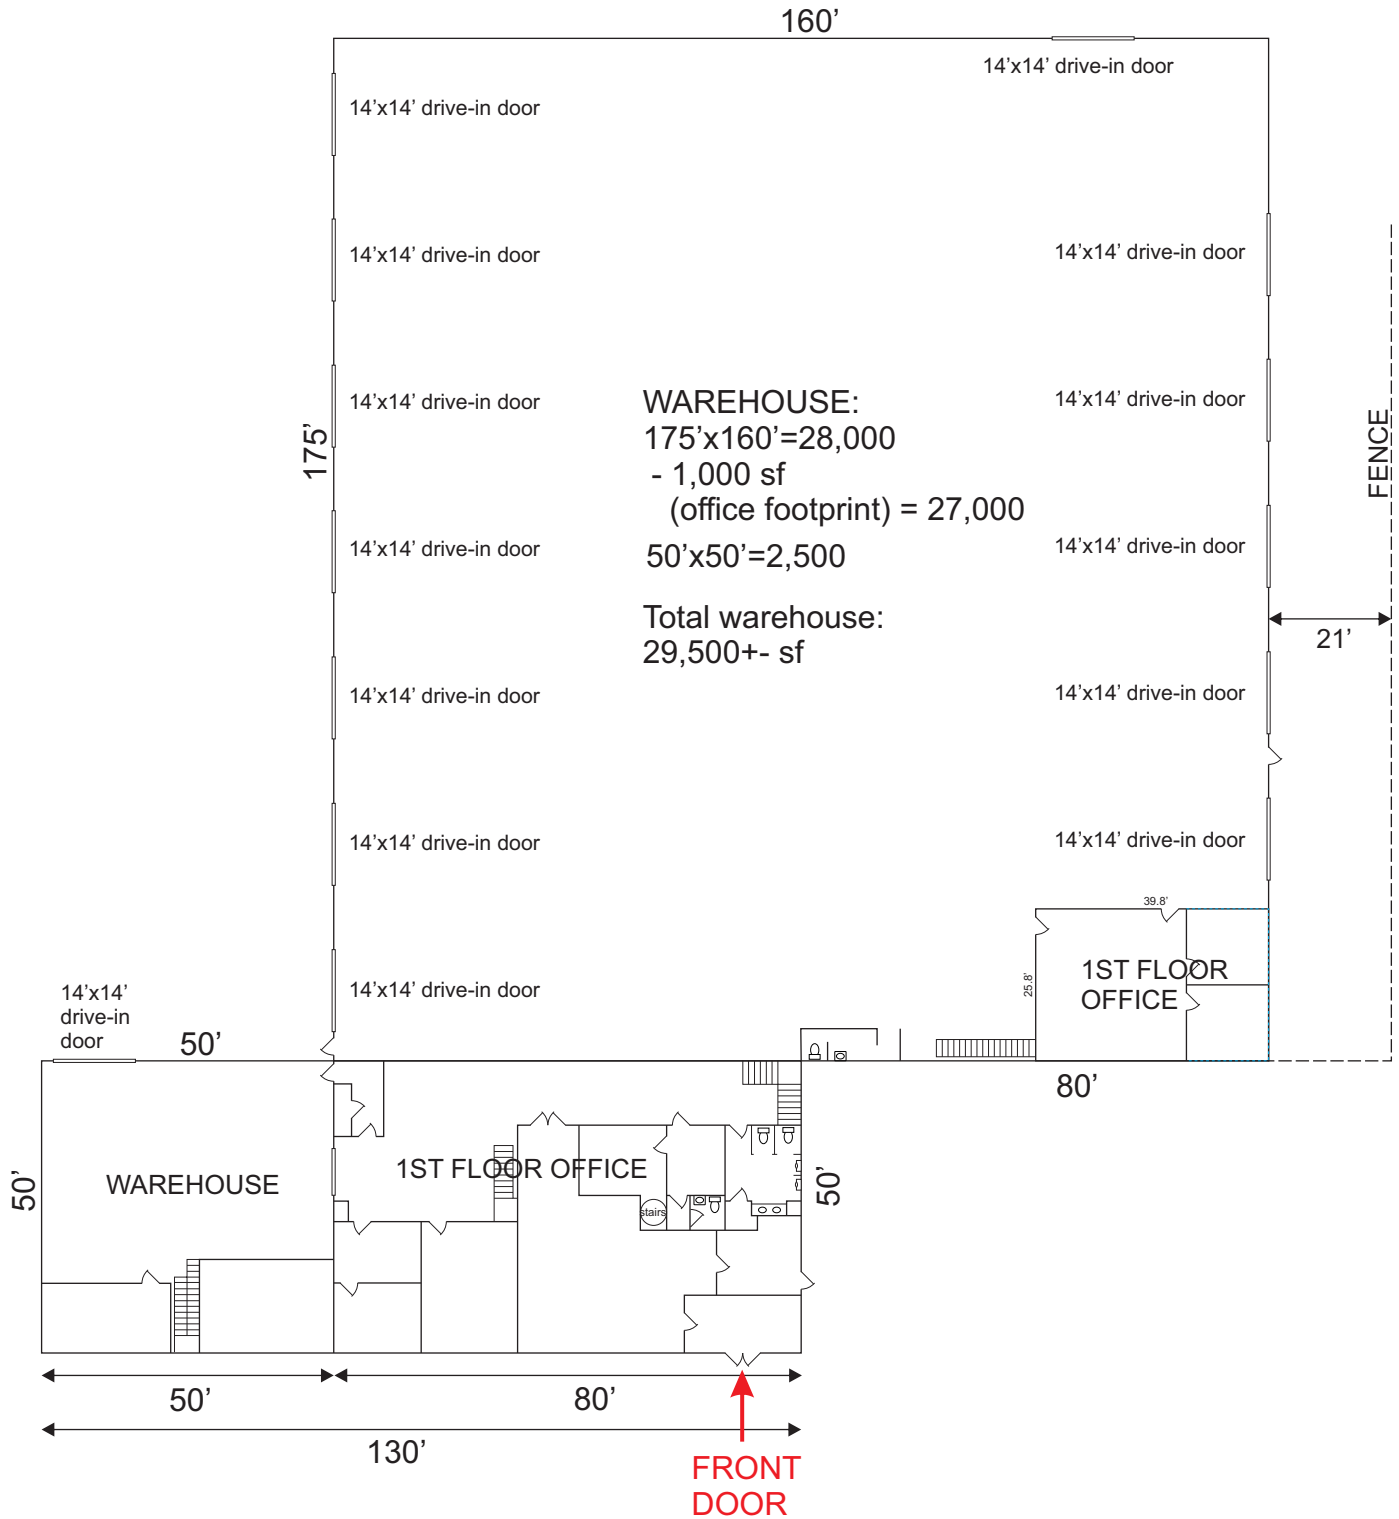 160’
14’x14’ drive-in door
14’x14’ drive-in door
14’x14’ drive-in door
14’x14’ drive-in door
14’x14’ drive-in door
14’x14’ drive-in door
175’
WAREHOUSE:
175’x160’=28,000
- 1,000 sf
(office footprint) = 27,000
50’x50’=2,500
Total warehouse:
29,500+- sf
FENCE
14’x14’ drive-in door
14’x14’ drive-in door
14’x14’ drive-in door
21’
14’x14’ drive-in door
14’x14’ drive-in door
14’x14’ drive-in door
14’x14’ drive-in door
39.8’
25.8’
1ST FLOOR
OFFICE
14’x14’ drive-in door
14’x14’
drive-in
door
50’
80’
50’
WAREHOUSE
1ST FLOOR OFFICE
stairs
50’
50’
80’
130’
FRONT
DOOR